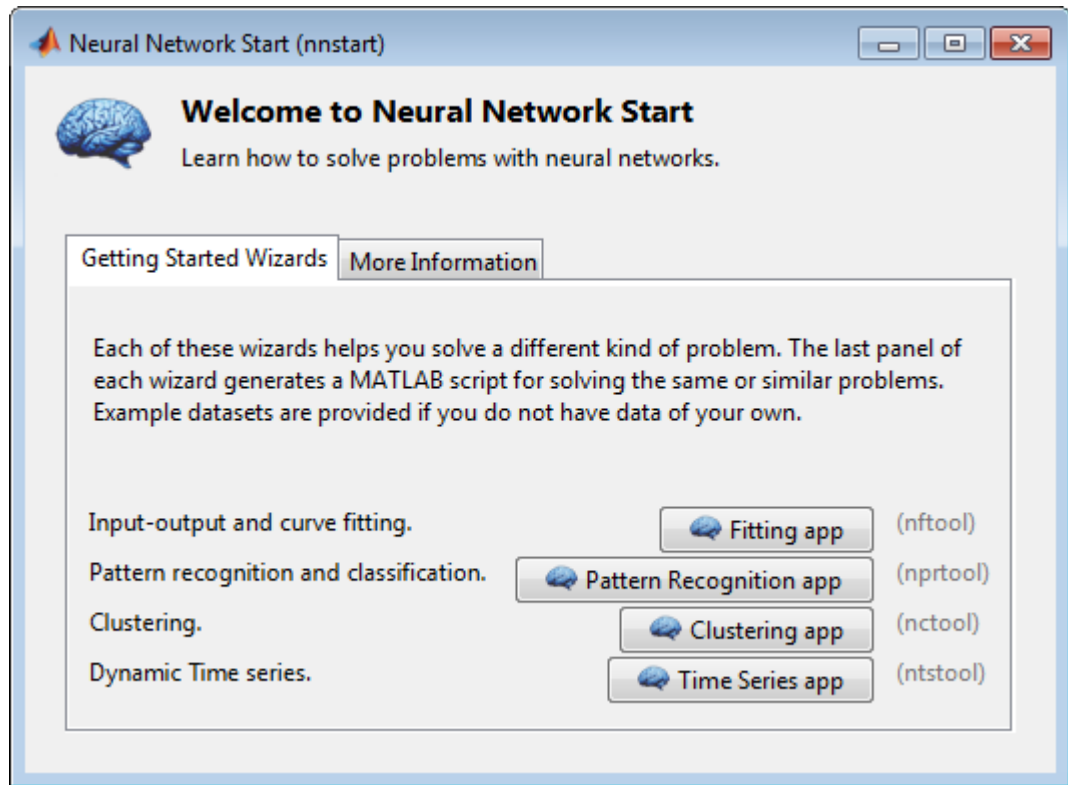 Neural Network Start (nnstart)
Welcome to Neural Network Start
Learn how to solve problems with neural networks.
Getting Started Wizards More Information
Each of these wizards helps you solve a different kind of problem. The last panel of
each wizard generates a MATLAB script for solving the same or similar problems.
Example datasets are provided if you do not have data of your own.
Input-output and curve fitting. Fitting app (nftool)
Pattern recognition and classification. Pattern Recognition app (nprtool)
Clustering. Clustering app (nctool)
Dynamic Time series. Time Series app (ntstool)